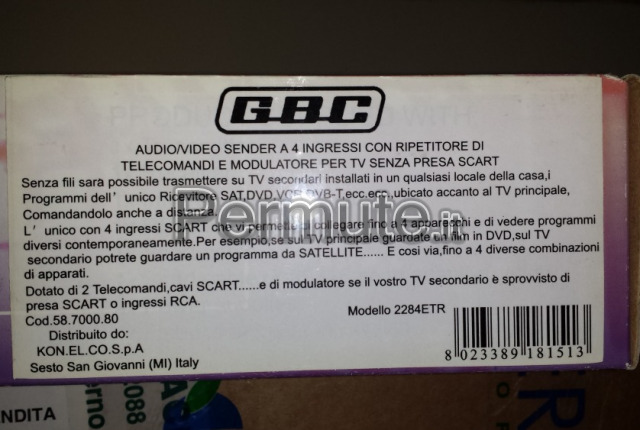 GBC
AUDIO/VIDEO SENDER A 4 INGRESSI CON RIPETITORE DI
TELECOMANDI E MODULATORE PER TV SENZA PRESA SCART
Senza fili sará possibile trasmettere su TV secondari installati in un qualsiasi locale della casa,i
Programmi dell' unico Ricevitore SAT,DVD,VCR,DVB-T,ecc.ecc.,ubicato accanto al TV principale,
Comandandolo anche a distanza.
L' unico con 4 ingressi SCART che vi permette di collegare fino a 4 apparecchi e di vedere programmi
diversi contemporaneamente.Per esempio,se sul TV principale guardate un film in DVD,sul TV
secondario potrete guardare un programma da SATELLITE...... E cosi via,fino a 4 diverse combinazioni
di apparati.
Dotato di 2 Telecomandi,cavi SCART......e di modulatore se il vostro TV secondario è sprovvisto di
presa SCART o ingressi RCA.
Cod.58.7000.80
Modello 2284ETR
Distribuito do:
KON.EL.CO.S.p.A
Sesto San Giovanni (MI) Italy
8 023389 181513
Permute.it
ENDITA
088